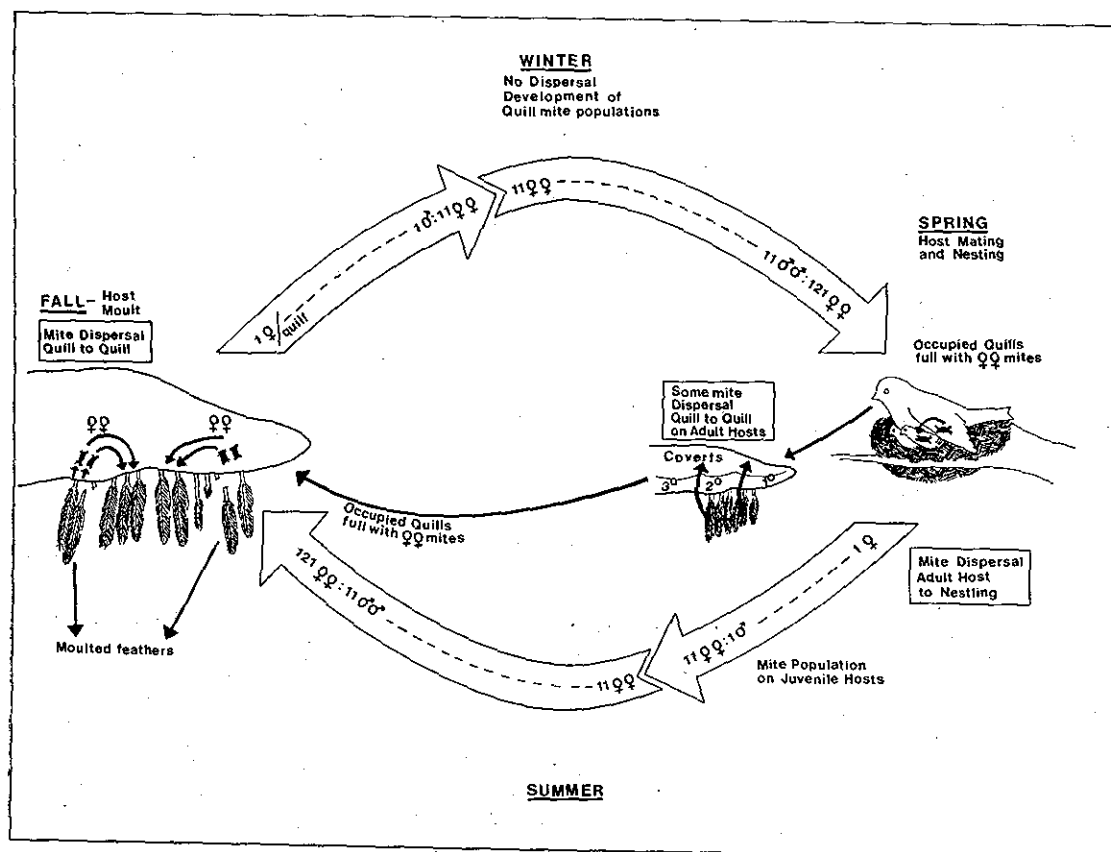 WINTER
No Dispersal
Development of
Quill mite populations
1♂:11♀♀
11♀♀
11♂♂:121♀♀
SPRING
Host Mating
and Nesting
FALL– Host
Moult
Mite Dispersal
Quill to Quill
1♀/quill
Occupied Quills
full with ♀♀ mites
♀♀
♀♀
Some mite
Dispersal
Quill to Quill
on Adult Hosts
Coverts
3º 2º 1º
Occupied Quills
full with ♀♀ mites
121♀♀:11♂♂
1♀
Mite Dispersal
Adult Host
to Nestling
Moulted feathers
11♀♀
11♀♀:1♂
Mite Population
on Juvenile Hosts
SUMMER